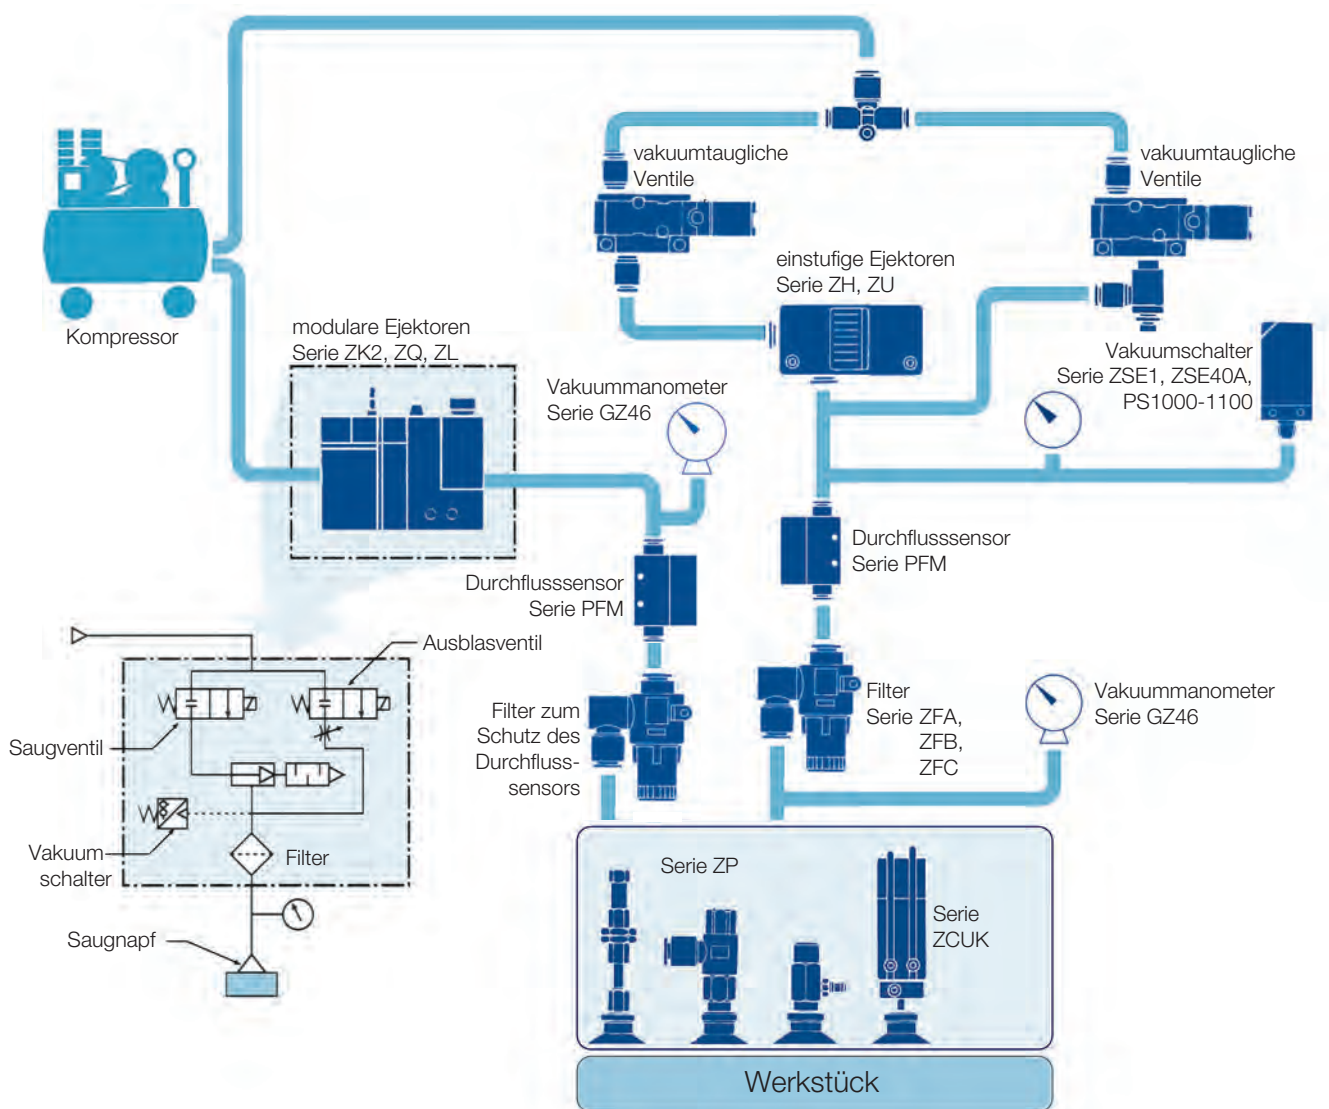 vakuumtaugliche
Ventile
vakuumtaugliche
Ventile
einstufige Ejektoren
Serie ZH, ZU
Kompressor
modulare Ejektoren
Serie ZK2, ZQ, ZL
Vakuummanometer
Serie GZ46
Vakuumschalter
Serie ZSE1, ZSE40A,
PS1000-1100
Durchflusssensor
Serie PFM
Durchflusssensor
Serie PFM
Ausblasventil
Saugventil
Filter zum
Schutz des
Durchfluss-
sensors
Filter
Serie ZFA,
ZFB,
ZFC
Vakuummanometer
Serie GZ46
Vakuum
schalter
Filter
Saugnapf
Serie ZP
Serie
ZCUK
Werkstück